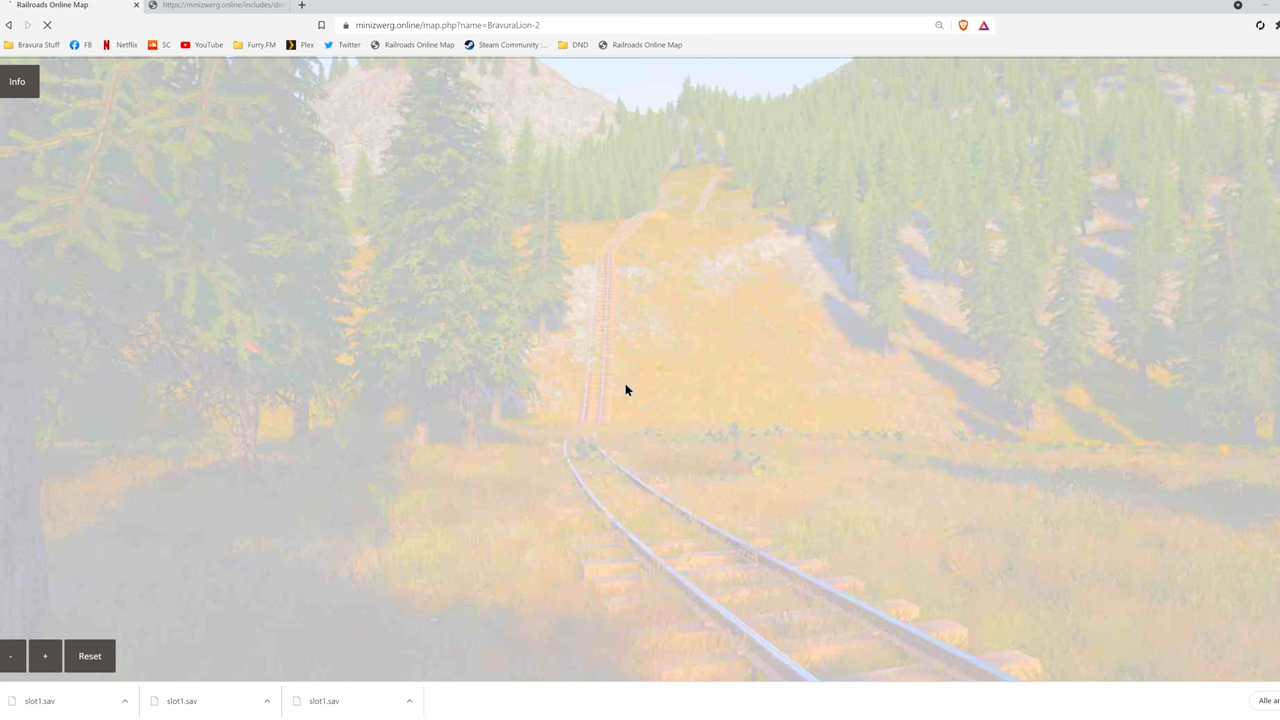 Railroads Online Map
https://minizwerg.online/includes/dr
minizwerg.online/map.php?name=BravuraLion-2
Bravura Stuff FB Netflix SC YouTube Furry.FM Plex Twitter Railroads Online Map Steam Community :... DND Railroads Online Map
Info
- + Reset
slot1.sav slot1.sav slot1.sav Alle an